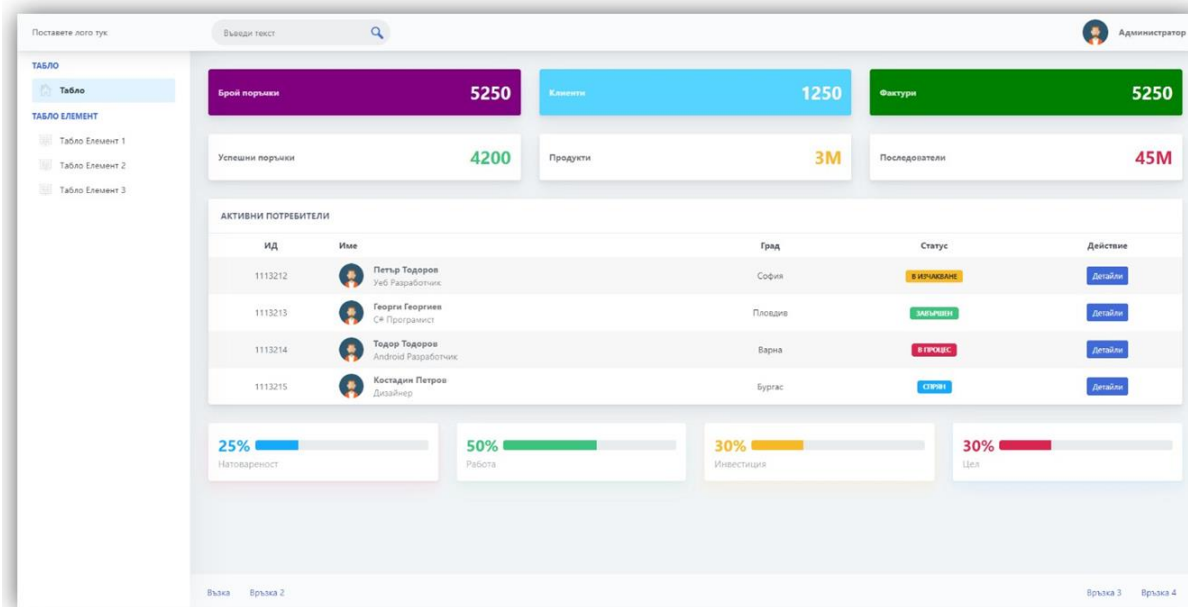 Поставете лого тук
Въведи текст
Администратор
ТАБЛО
Табло
ТАБЛО ЕЛЕМЕНТ
Табло Елемент 1
Табло Елемент 2
Табло Елемент 3
Брой поръчки 5250
Клиенти 1250
Фактури 5250
Успешни поръчки 4200
Продукти 3M
Последователи 45M
АКТИВНИ ПОТРЕБИТЕЛИ
ИД Име Град Статус Действие
1113212 Петър Тодоров София В ИЗЧАКВАНЕ Детайли
Уеб Разработчик
1113213 Георги Георгиев Пловдив ЗАВЪРШЕН Детайли
C# Програмист
1113214 Тодор Тодоров Варна В ПРОЦЕС Детайли
Android Разработчик
1113215 Костадин Петров Бургас СПРЯН Детайли
Дизайнер
25% 50% 30% 30%
Натовареност Работа Инвестиция Цел
Възка Връзка 2 Връзка 3 Връзка 4